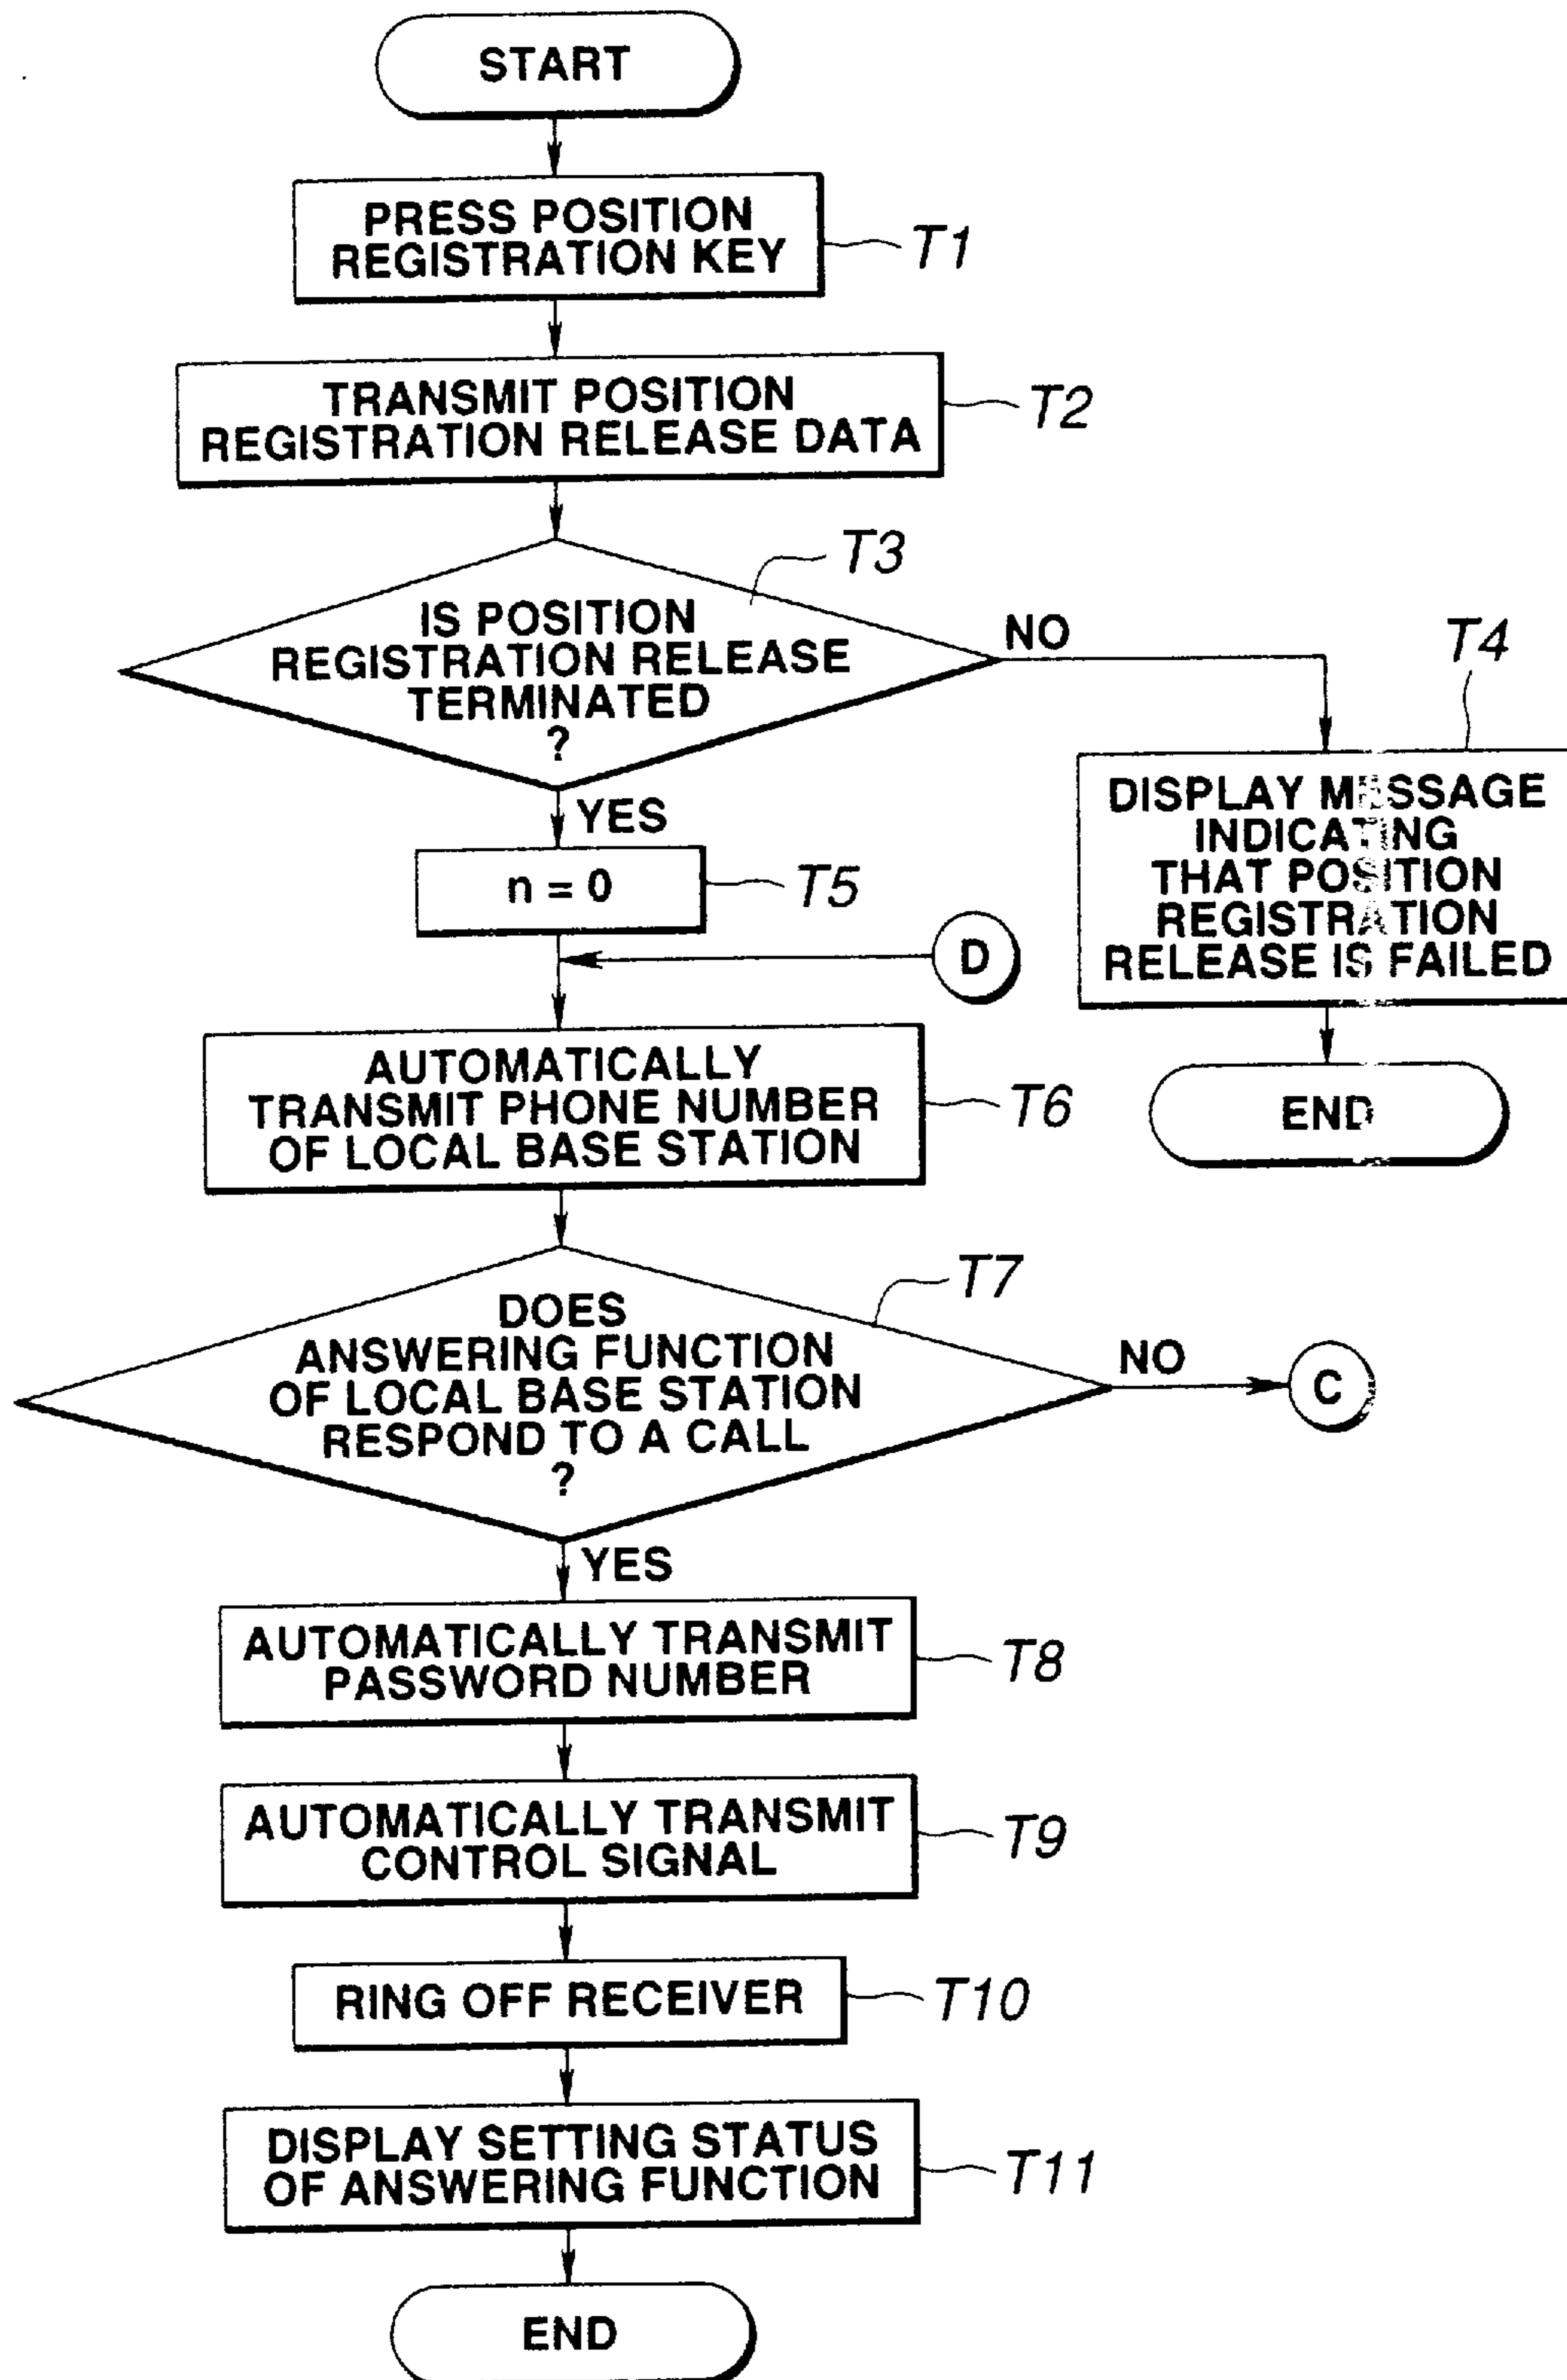 START
PRESS POSITION
REGISTRATION KEY
T1
TRANSMIT POSITION
REGISTRATION RELEASE DATA
T2
T3
IS POSITION
REGISTRATION RELEASE
TERMINATED
?
NO
YES
T4
DISPLAY MESSAGE
INDICATING
THAT POSITION
REGISTRATION
RELEASE IS FAILED
END
n = 0
T5
D
AUTOMATICALLY
TRANSMIT PHONE NUMBER
OF LOCAL BASE STATION
T6
T7
DOES
ANSWERING FUNCTION
OF LOCAL BASE STATION
RESPOND TO A CALL
?
NO
C
YES
AUTOMATICALLY TRANSMIT
PASSWORD NUMBER
T8
AUTOMATICALLY TRANSMIT
CONTROL SIGNAL
T9
RING OFF RECEIVER
T10
DISPLAY SETTING STATUS
OF ANSWERING FUNCTION
T11
END